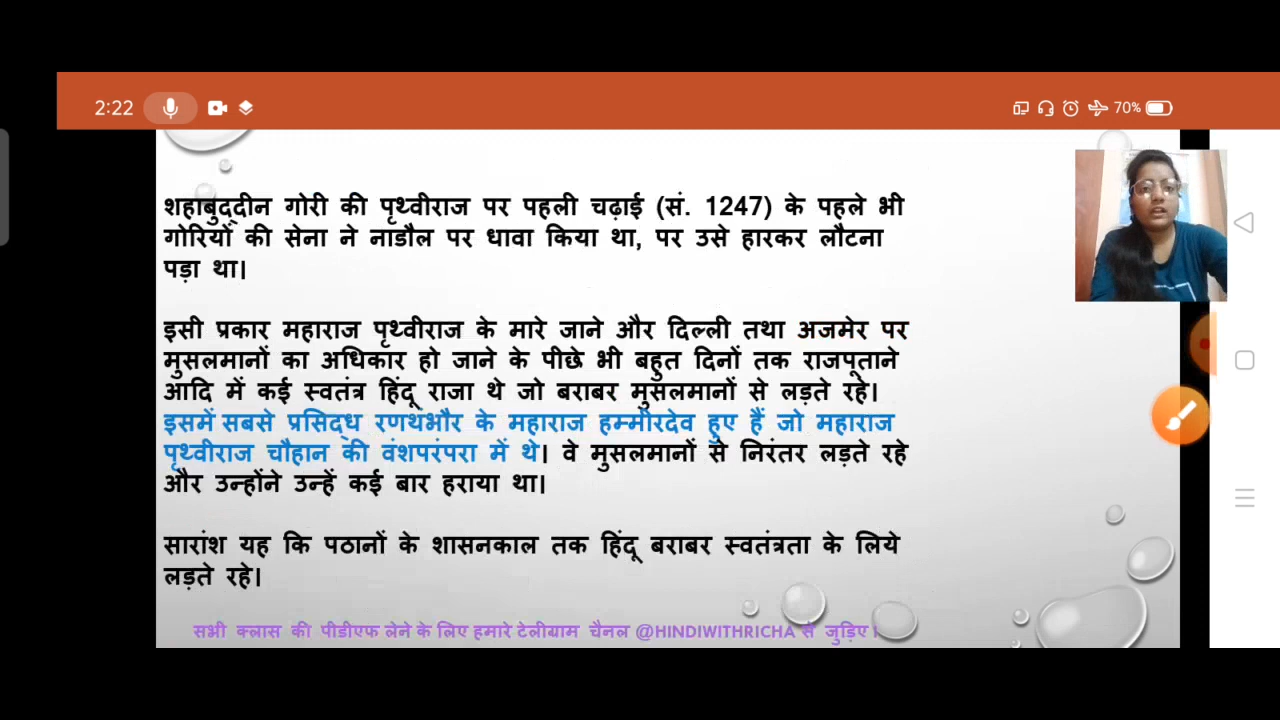 2:22
70%
शहाबुद्दीन गोरी की पृथ्वीराज पर पहली चढ़ाई (सं. 1247) के पहले भी
गोरियों की सेना ने नाडौल पर धावा किया था, पर उसे हारकर लौटना
पड़ा था।
इसी प्रकार महाराज पृथ्वीराज के मारे जाने और दिल्ली तथा अजमेर पर
मुसलमानों का अधिकार हो जाने के पीछे भी बहुत दिनों तक राजपूताने
आदि में कई स्वतंत्र हिंदू राजा थे जो बराबर मुसलमानों से लड़ते रहे।
इसमें सबसे प्रसिद्ध रणथभौर के महाराज हम्मीरदेव हुए हैं जो महाराज
पृथ्वीराज चौहान की वंशपरंपरा में थे। वे मुसलमानों से निरंतर लड़ते रहे
और उन्होंने उन्हें कई बार हराया था।
सारांश यह कि पठानों के शासनकाल तक हिंदू बराबर स्वतंत्रता के लिये
लड़ते रहे।
सभी क्लास की पीडीएफ लेने के लिए हमारे टेलीग्राम चैनल @HINDIWITHRICHA से जुड़िए।